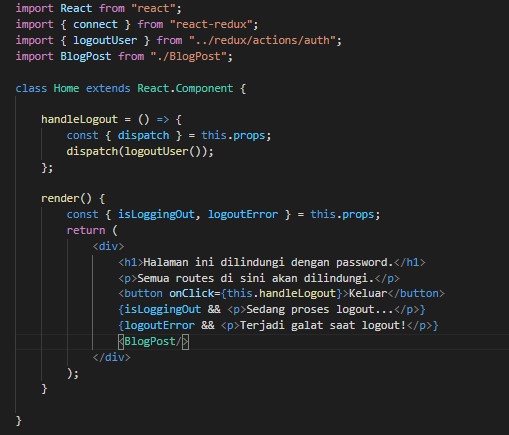 import React from "react";
import { connect } from "react-redux";
import { logoutUser } from "../redux/actions/auth";
import BlogPost from "./BlogPost";
class Home extends React.Component {
handleLogout = () => {
const { dispatch } = this.props;
dispatch(logoutUser());
};
render() {
const { isLoggingOut, logoutError } = this.props;
return (
<div>
<h1>Halaman ini dilindungi dengan password.</h1>
<p>Semua routes di sini akan dilindungi.</p>
<button onClick={this.handleLogout}>Keluar</button>
{isLoggingOut && <p>Sedang proses logout...</p>}
{logoutError && <p>Terjadi galat saat logout!</p>}
<BlogPost/>
</div>
);
}
}